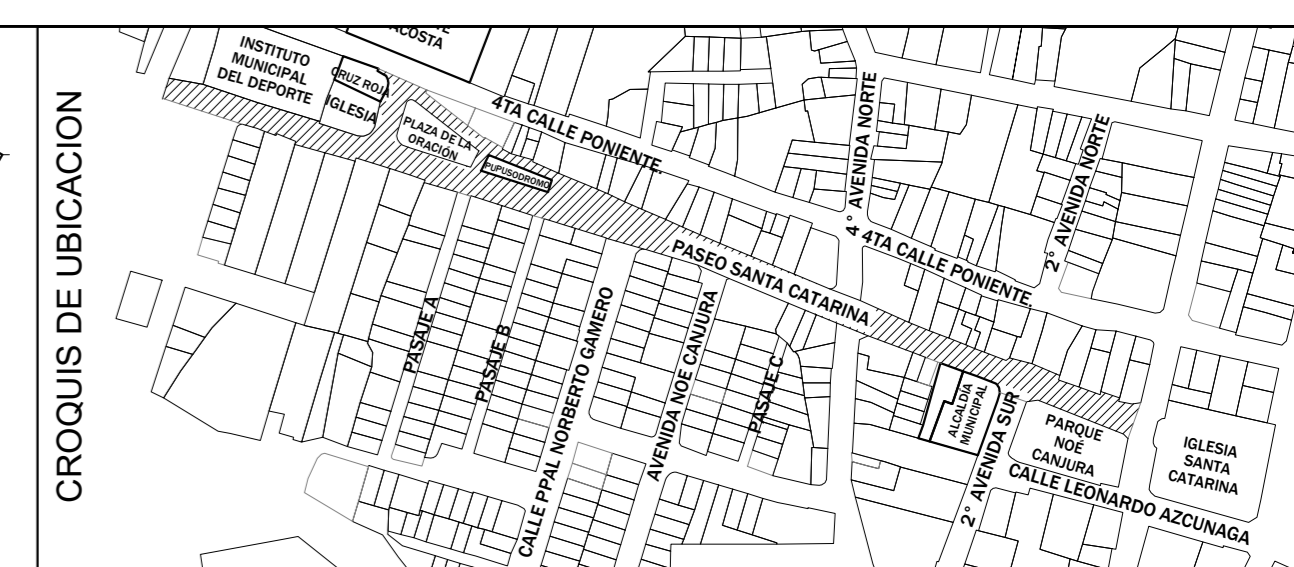 CROQUIS DE UBICACION
ACOSTA
INSTITUTO
MUNICIPAL
DEL DEPORTE
CRUZ ROJA
IGLESIA
PLAZA DE LA
ORACIÓN
PUPUSODROMO
4TA CALLE PONIENTE.
4° AVENIDA NORTE
2° AVENIDA NORTE
4TA CALLE PONIENTE.
PASEO SANTA CATARINA
PASAJE A
PASAJE B
CALLE PPAL NORBERTO GAMERO
AVENIDA NOE CANJURA
PASAJE C
ALCALDIA
MUNICIPAL
2° AVENIDA SUR
PARQUE
NOÉ
CANJURA
IGLESIA
SANTA
CATARINA
CALLE LEONARDO AZCUNAGA